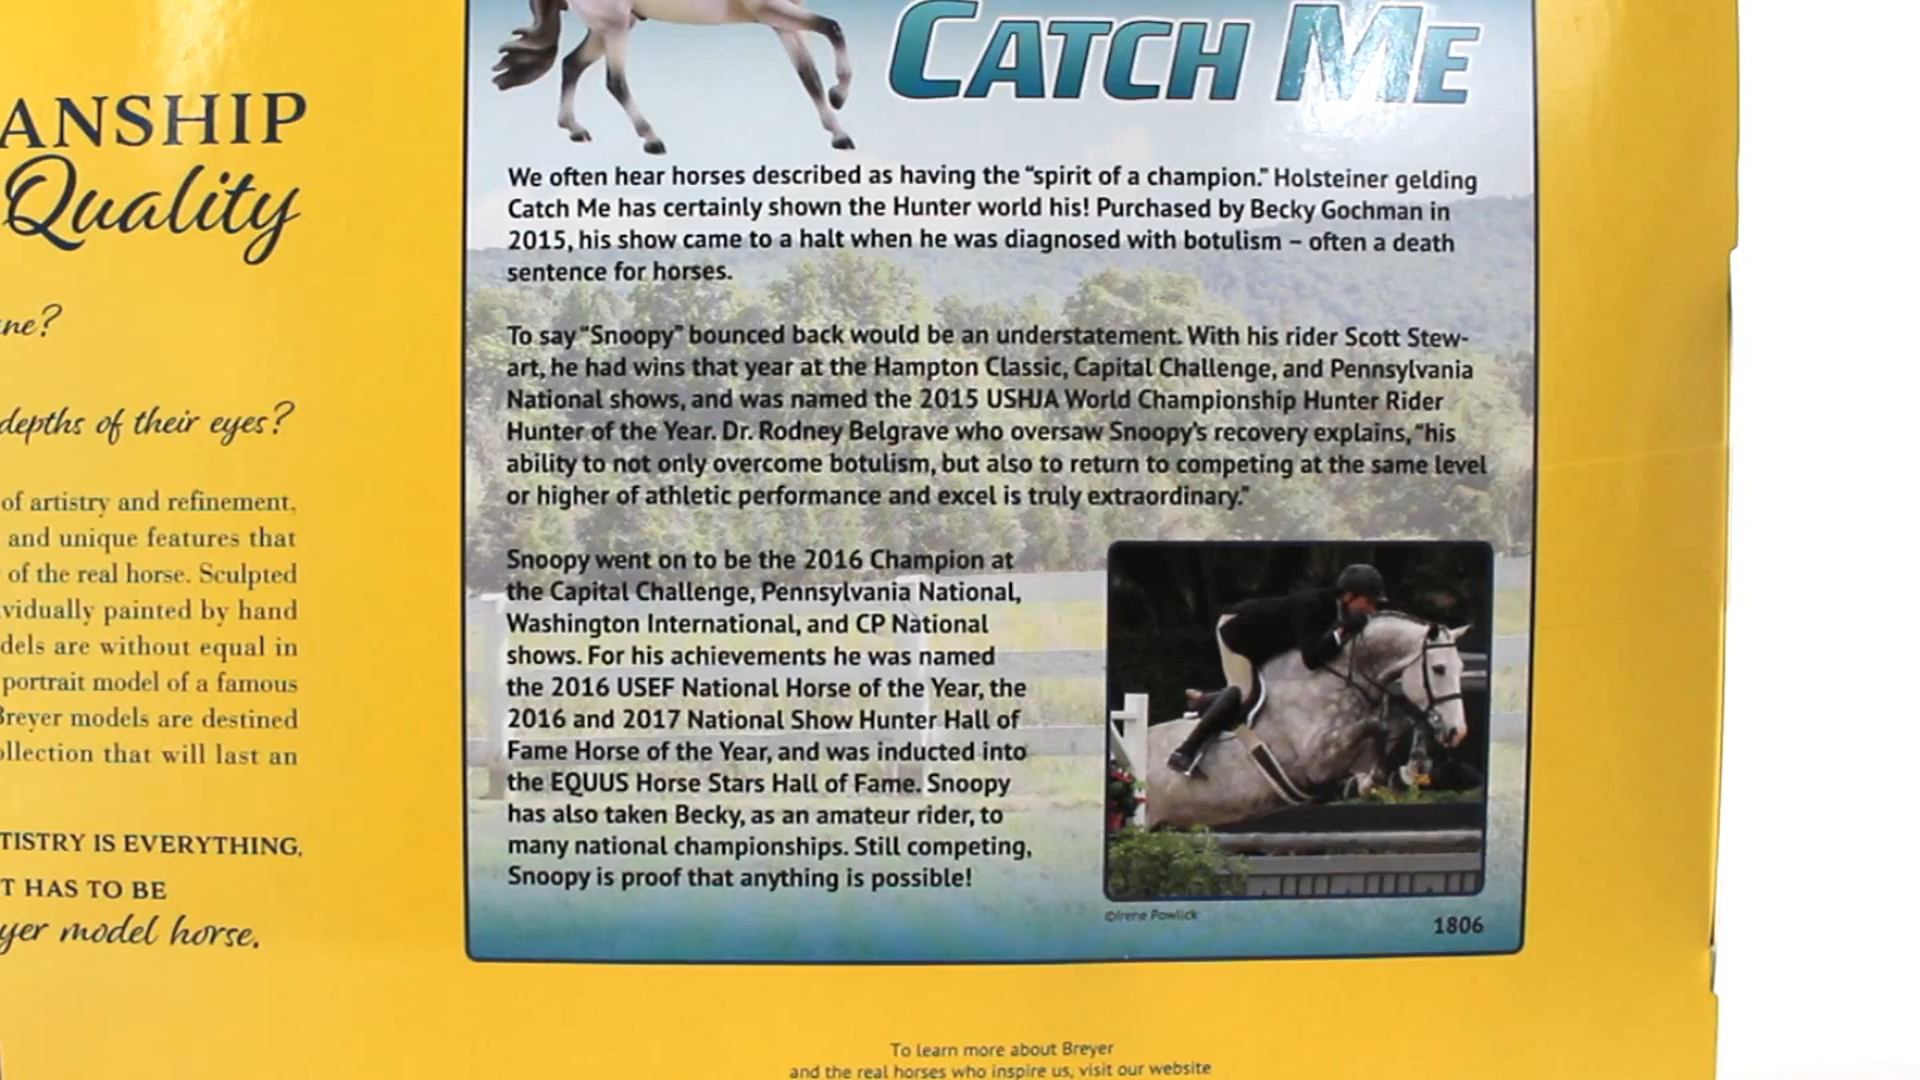 ANSHIP
Quality
ne?
depths of their eyes?
of artistry and refinement,
and unique features that
of the real horse. Sculpted
vidually painted by hand
dels are without equal in
portrait model of a famous
Breyer models are destined
ollection that will last an
TISTRY IS EVERYTHING,
T HAS TO BE
yer model horse.
CATCH ME
We often hear horses described as having the “spirit of a champion.” Holsteiner gelding
Catch Me has certainly shown the Hunter world his! Purchased by Becky Gochman in
2015, his show came to a halt when he was diagnosed with botulism – often a death
sentence for horses.
To say “Snoopy” bounced back would be an understatement. With his rider Scott Stew-
art, he had wins that year at the Hampton Classic, Capital Challenge, and Pennsylvania
National shows, and was named the 2015 USHJA World Championship Hunter Rider
Hunter of the Year. Dr. Rodney Belgrave who oversaw Snoopy’s recovery explains, “his
ability to not only overcome botulism, but also to return to competing at the same level
or higher of athletic performance and excel is truly extraordinary.”
Snoopy went on to be the 2016 Champion at
the Capital Challenge, Pennsylvania National,
Washington International, and CP National
shows. For his achievements he was named
the 2016 USEF National Horse of the Year, the
2016 and 2017 National Show Hunter Hall of
Fame Horse of the Year, and was inducted into
the EQUUS Horse Stars Hall of Fame. Snoopy
has also taken Becky, as an amateur rider, to
many national championships. Still competing,
Snoopy is proof that anything is possible!
©Irene Powlick
1806
To learn more about Breyer
and the real horses who inspire us, visit our website